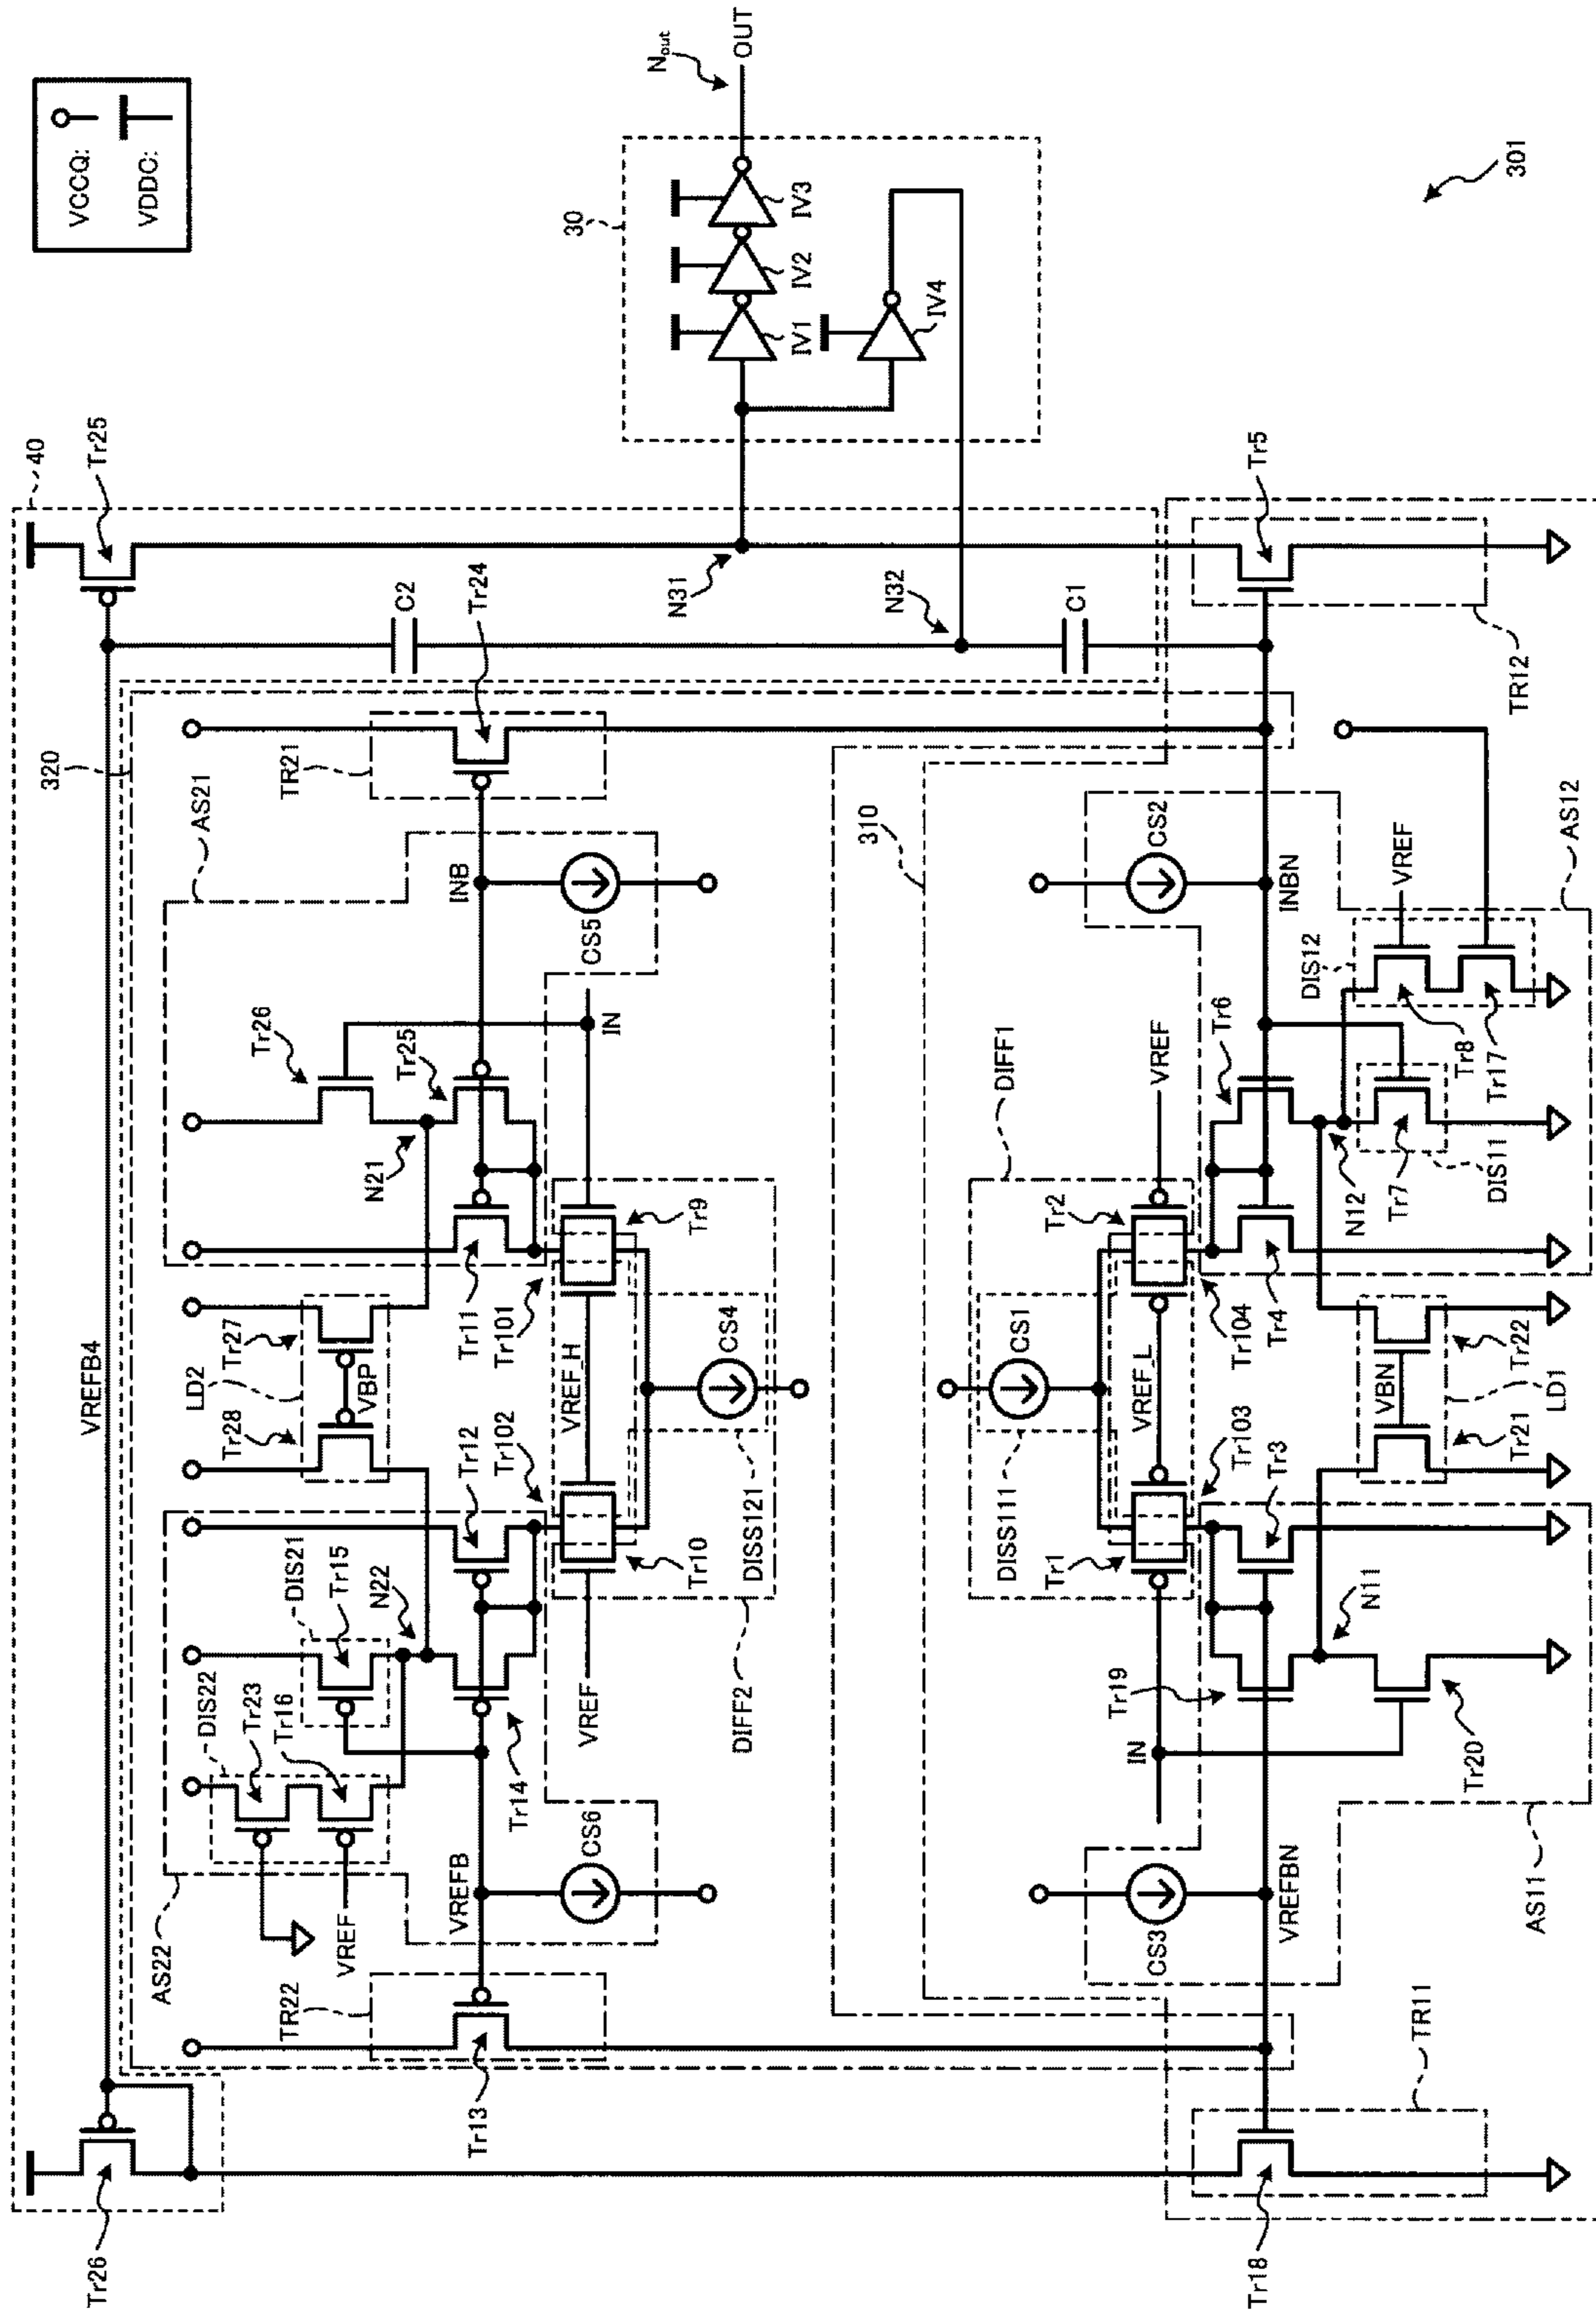 VCCQ:
VDDC:
40
Tr25
Tr26
VREFB4
320
AS21
AS22
TR21
Tr24
C2
N31
N32
C1
30
IV1
IV2
IV3
IV4
Nout
OUT
301
Tr26
Tr25
N21
INB
CS5
IN
Tr11
Tr101
Tr9
LD2
Tr27
Tr28
VBP
DIS21
Tr15
DIS22
Tr23
Tr16
N22
Tr12
Tr102
VREF_H
CS4
DISS121
Tr10
DIFF2
VREF
VREF
Tr14
VREFB
CS6
TR22
Tr13
310
DIFF1
CS1
DISS111
VREF_L
VREF
Tr2
Tr1
Tr103
Tr104
CS2
INBN
CS3
VREFBN
Tr6
Tr4
N12
Tr7
DIS11
DIS12
VREF
Tr8
Tr17
AS12
TR12
Tr5
Tr3
Tr19
IN
N11
Tr20
VBN
Tr22
Tr21
LD1
AS11
TR11
Tr18